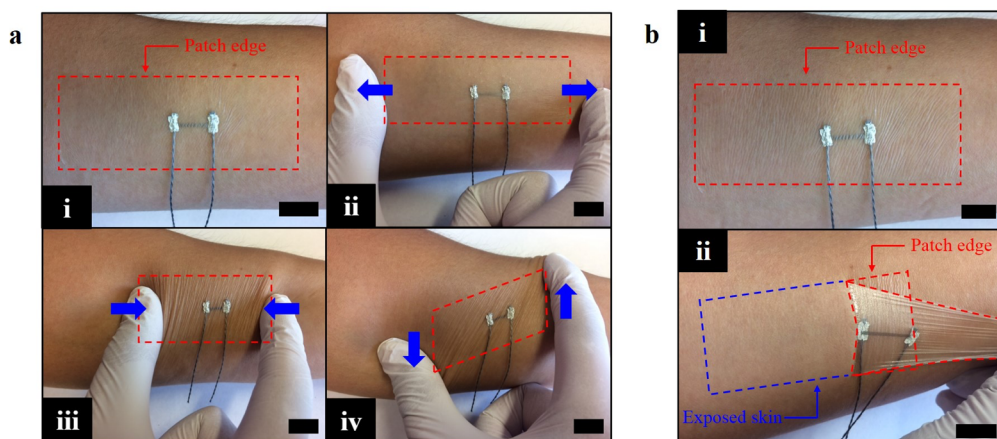 a
Patch edge
i
ii
iii
iv
b
i
Patch edge
ii
Patch edge
Exposed skin